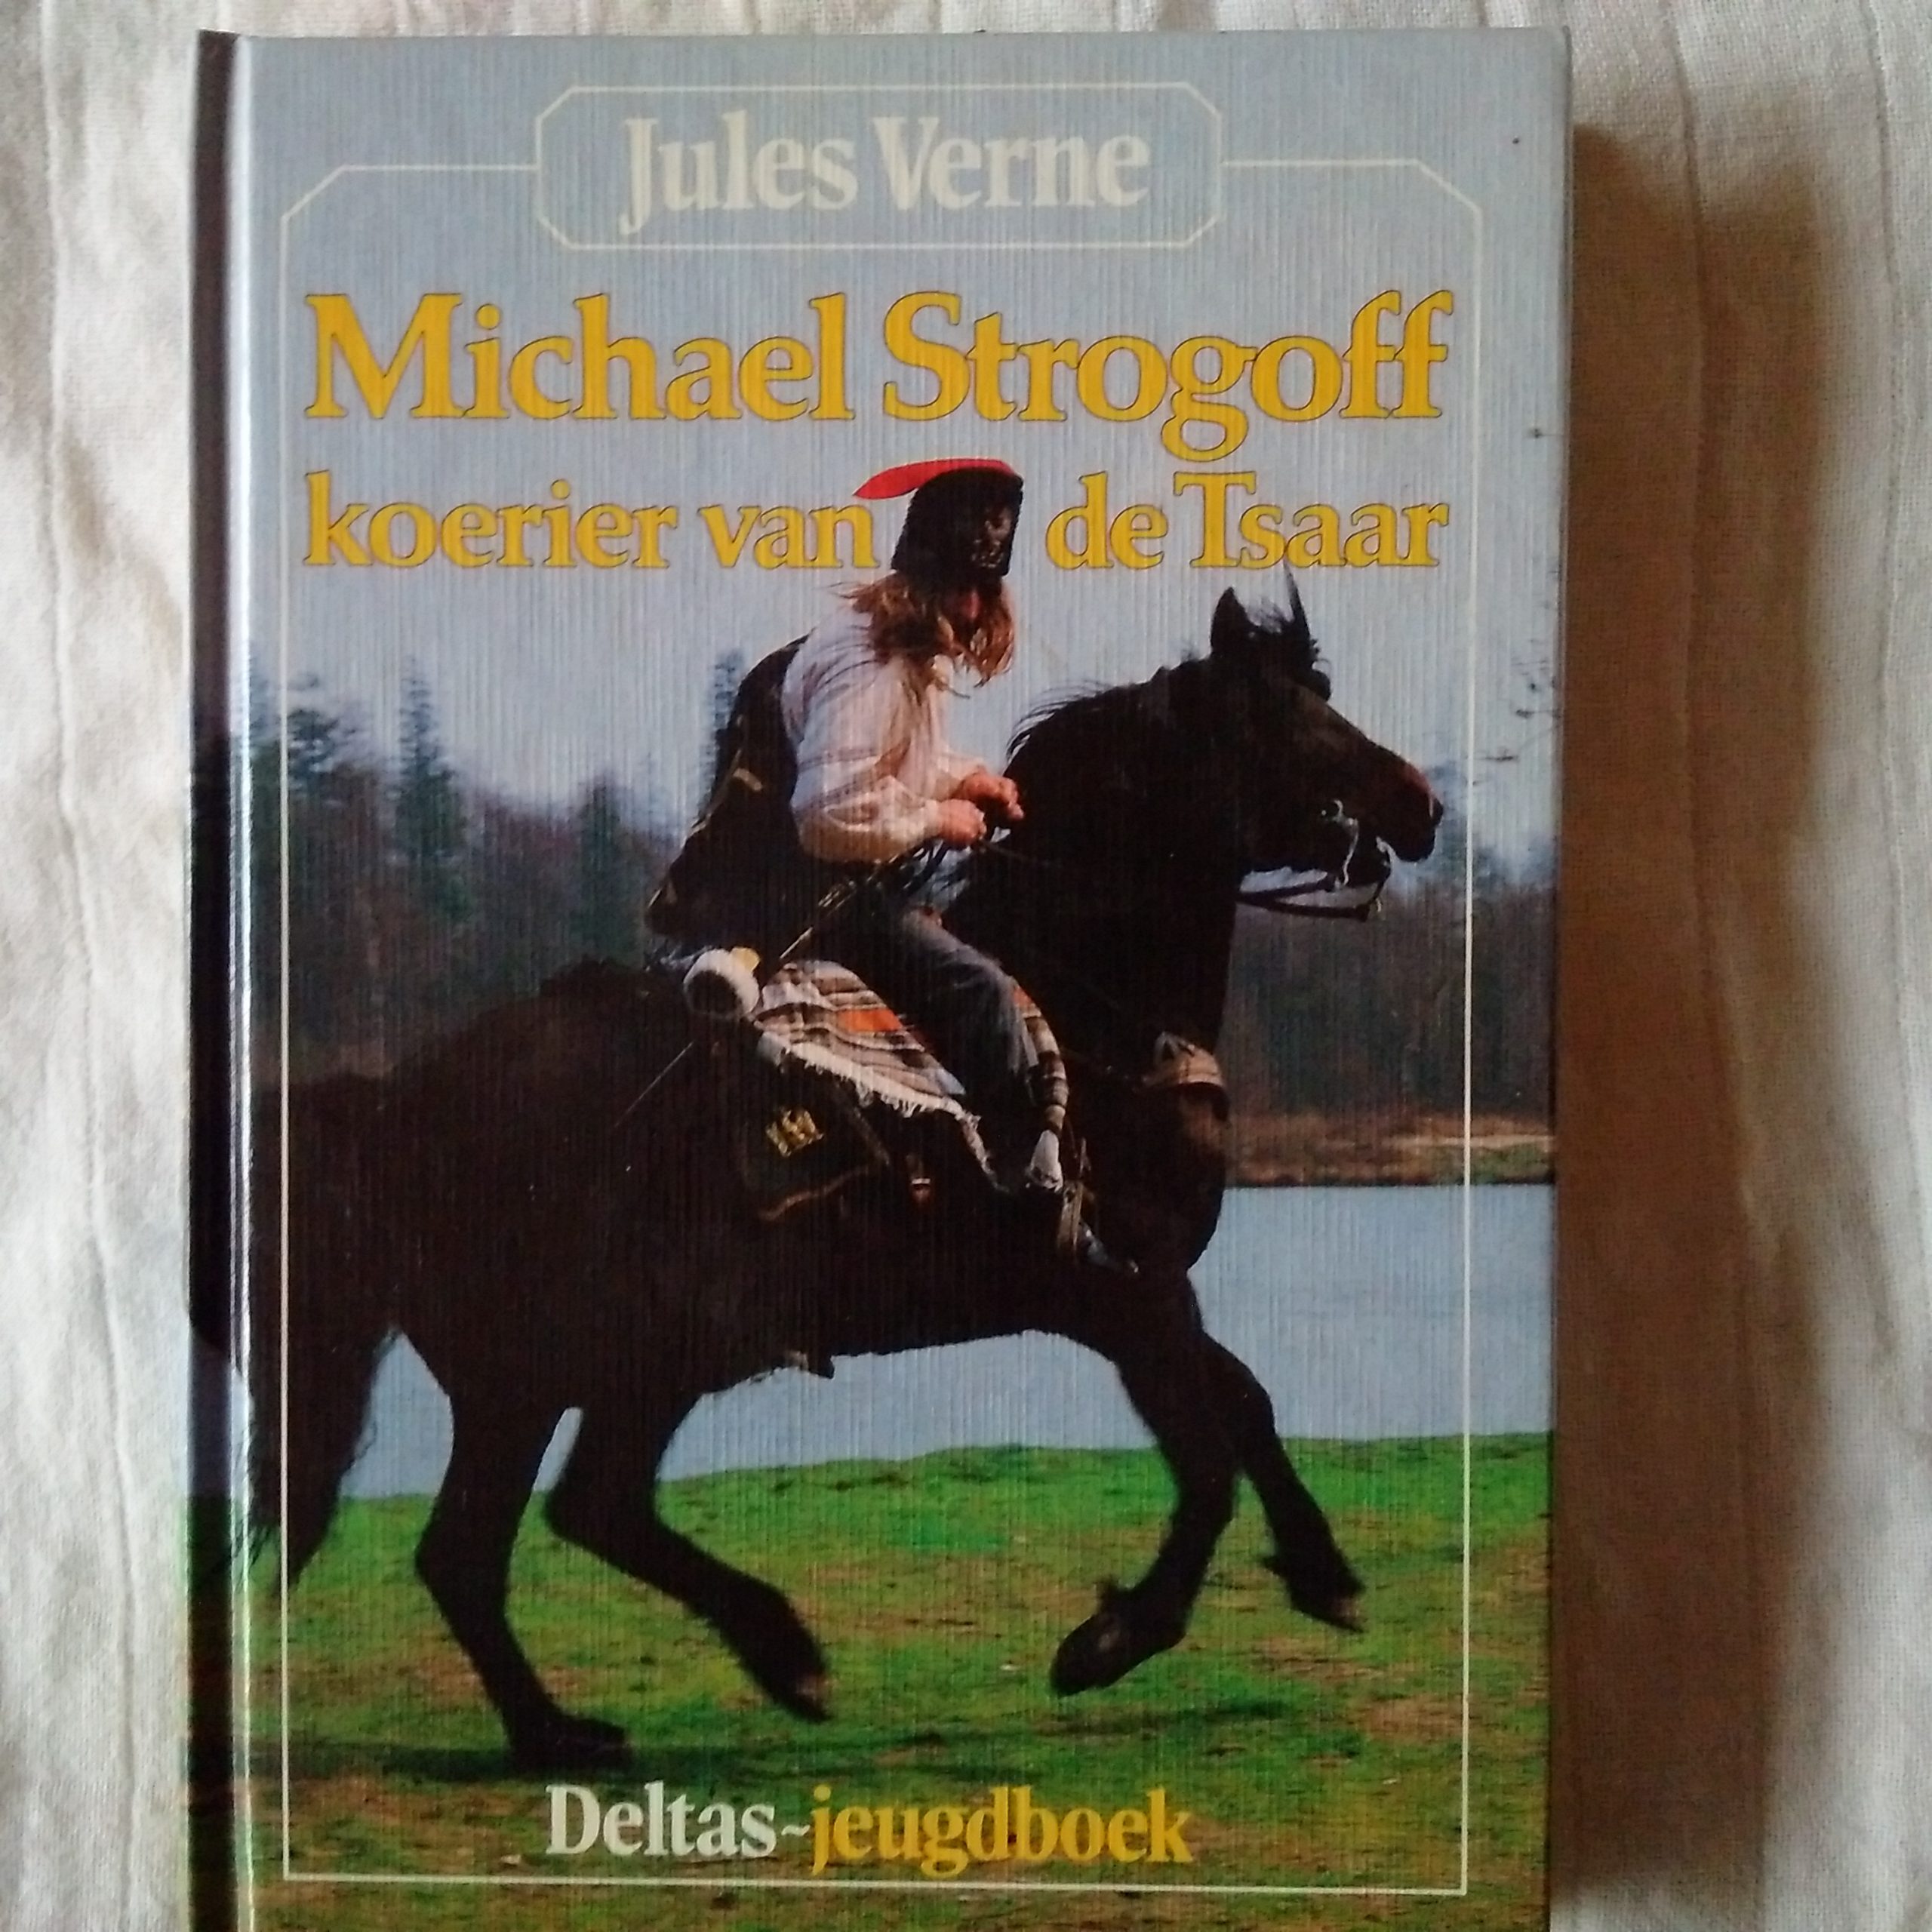 Jules Verne
Michael Strogoff
koerier van de Tsaar
Deltas~jeugdboek